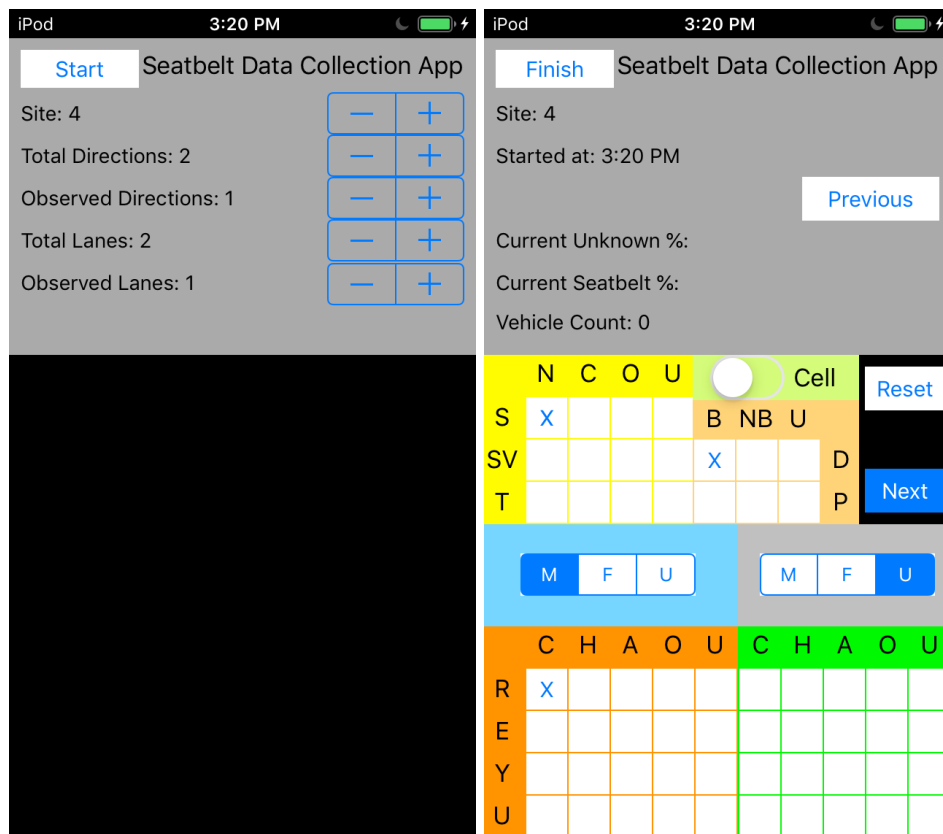 iPod 3:20 PM
Start Seatbelt Data Collection App
Site: 4
Total Directions: 2
Observed Directions: 1
Total Lanes: 2
Observed Lanes: 1
iPod 3:20 PM
Finish Seatbelt Data Collection App
Site: 4
Started at: 3:20 PM
Previous
Current Unknown %:
Current Seatbelt %:
Vehicle Count: 0
N C O U Cell
Reset
S X B NB U
SV X D
T P
Next
M F U M F U
C H A O U C H A O U
R X
E
Y
U